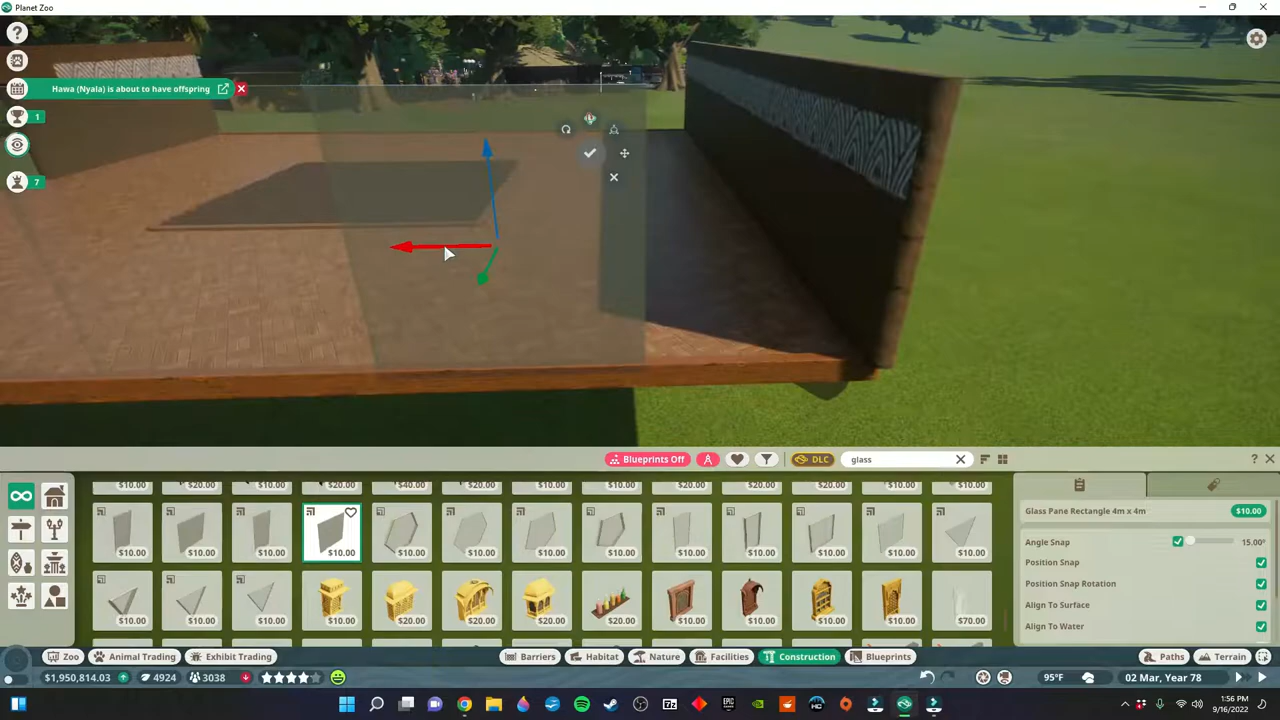 Planet Zoo
Hawa (Nyala) is about to have offspring
1
7
Blueprints Off
DLC
glass
$10.00 $20.00 $20.00 $20.00 $40.00 $20.00 $20.00 $20.00 $20.00 $20.00 $20.00 $10.00 $10.00
$10.00 $10.00 $10.00 $10.00 $10.00 $10.00 $10.00 $10.00 $10.00 $10.00 $10.00 $10.00 $10.00
$10.00 $10.00 $10.00 $20.00 $20.00 $20.00 $20.00 $20.00 $10.00 $10.00 $10.00 $10.00 $70.00
Glass Pane Rectangle 4m x 4m
$10.00
Angle Snap
15.00°
Position Snap
Position Snap Rotation
Align To Surface
Align To Water
Zoo
Animal Trading
Exhibit Trading
Barriers
Habitat
Nature
Facilities
Construction
Blueprints
Paths
Terrain
$1,950,814.03
4924
3038
95°F
02 Mar, Year 78
1:56 PM
9/16/2022